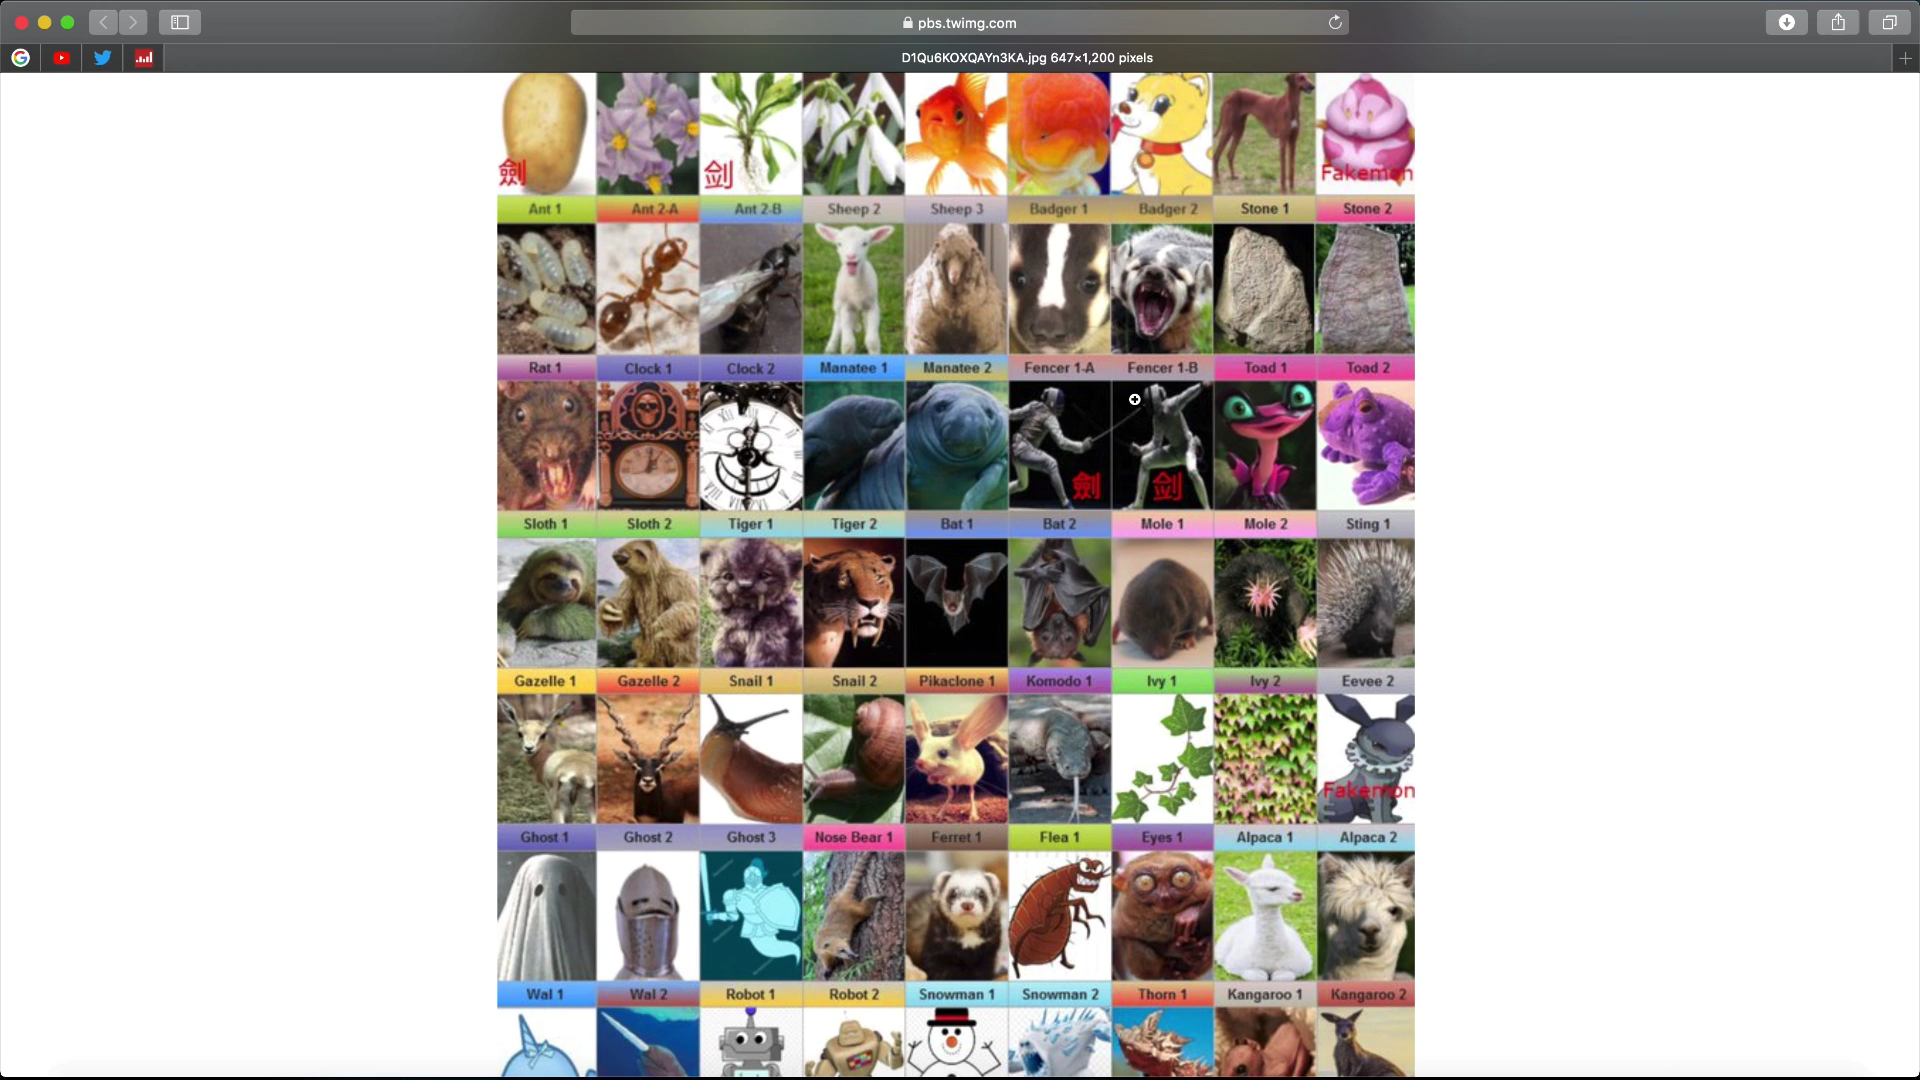 pbs.twimg.com
D1Qu6KOXQAYn3KA.jpg 647×1,200 pixels
劍
剑
Fakemon
Ant 1
Ant 2-A
Ant 2-B
Sheep 2
Sheep 3
Badger 1
Badger 2
Stone 1
Stone 2
Rat 1
Clock 1
Clock 2
Manatee 1
Manatee 2
Fencer 1-A
Fencer 1-B
Toad 1
Toad 2
劍
剑
Sloth 1
Sloth 2
Tiger 1
Tiger 2
Bat 1
Bat 2
Mole 1
Mole 2
Sting 1
Gazelle 1
Gazelle 2
Snail 1
Snail 2
Pikaclone 1
Komodo 1
Ivy 1
Ivy 2
Eevee 2
Fakemon
Ghost 1
Ghost 2
Ghost 3
Nose Bear 1
Ferret 1
Flea 1
Eyes 1
Alpaca 1
Alpaca 2
Wal 1
Wal 2
Robot 1
Robot 2
Snowman 1
Snowman 2
Thorn 1
Kangaroo 1
Kangaroo 2